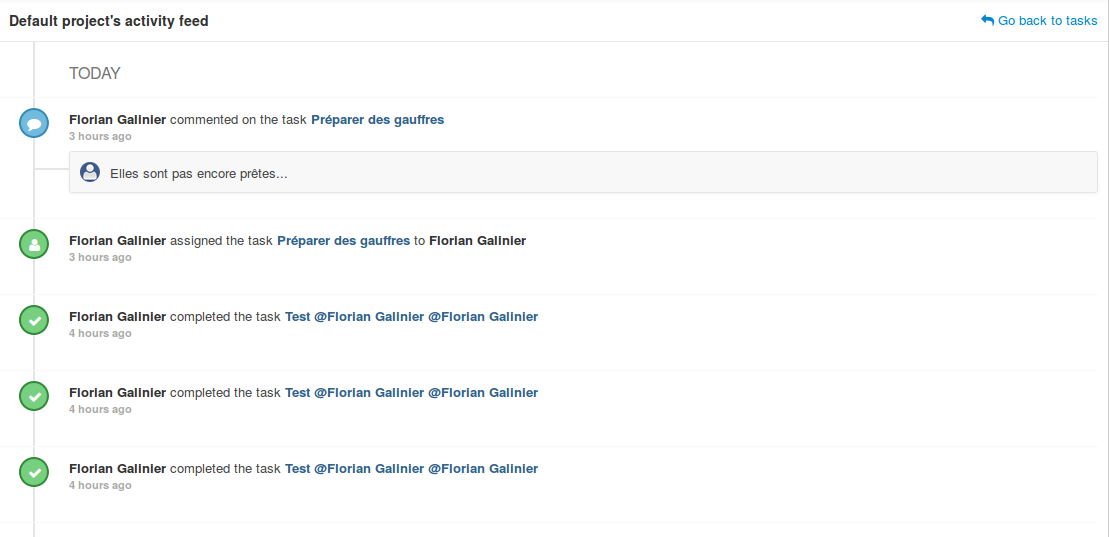 Default project's activity feed
Go back to tasks
TODAY
Florian Galinier commented on the task Préparer des gauffres
3 hours ago
Elles sont pas encore prêtes...
Florian Galinier assigned the task Préparer des gauffres to Florian Galinier
3 hours ago
Florian Galinier completed the task Test @Florian Galinier @Florian Galinier
4 hours ago
Florian Galinier completed the task Test @Florian Galinier @Florian Galinier
4 hours ago
Florian Galinier completed the task Test @Florian Galinier @Florian Galinier
4 hours ago